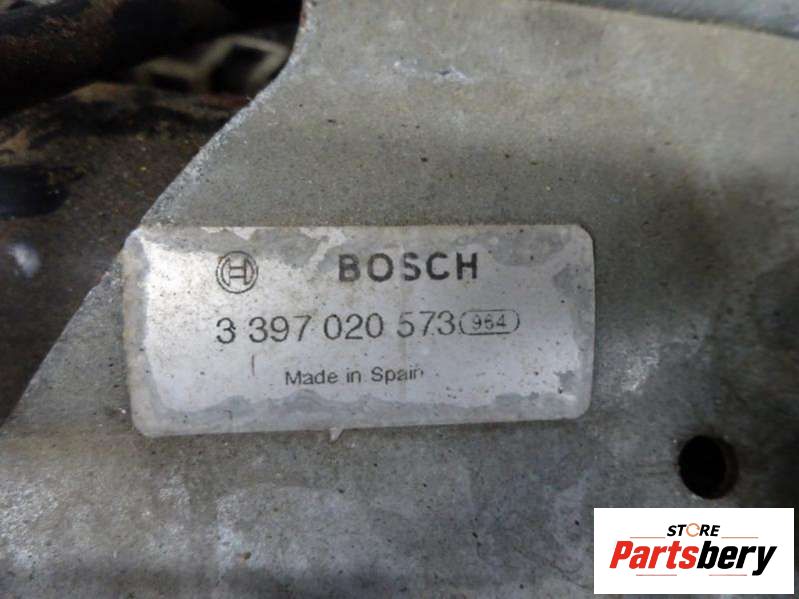 BOSCH
3 397 020 573 964
Made in Spain
STORE
Partsbery